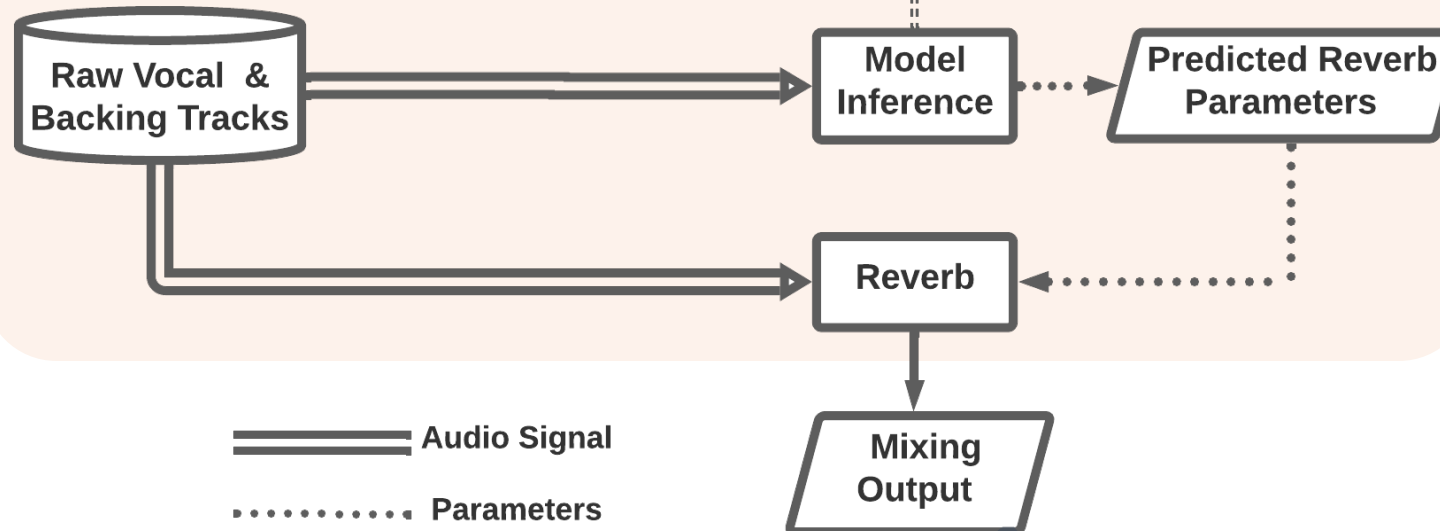 Raw Vocal &
Backing Tracks
Model
Inference
Predicted Reverb
Parameters
Reverb
Mixing
Output
Audio Signal
Parameters